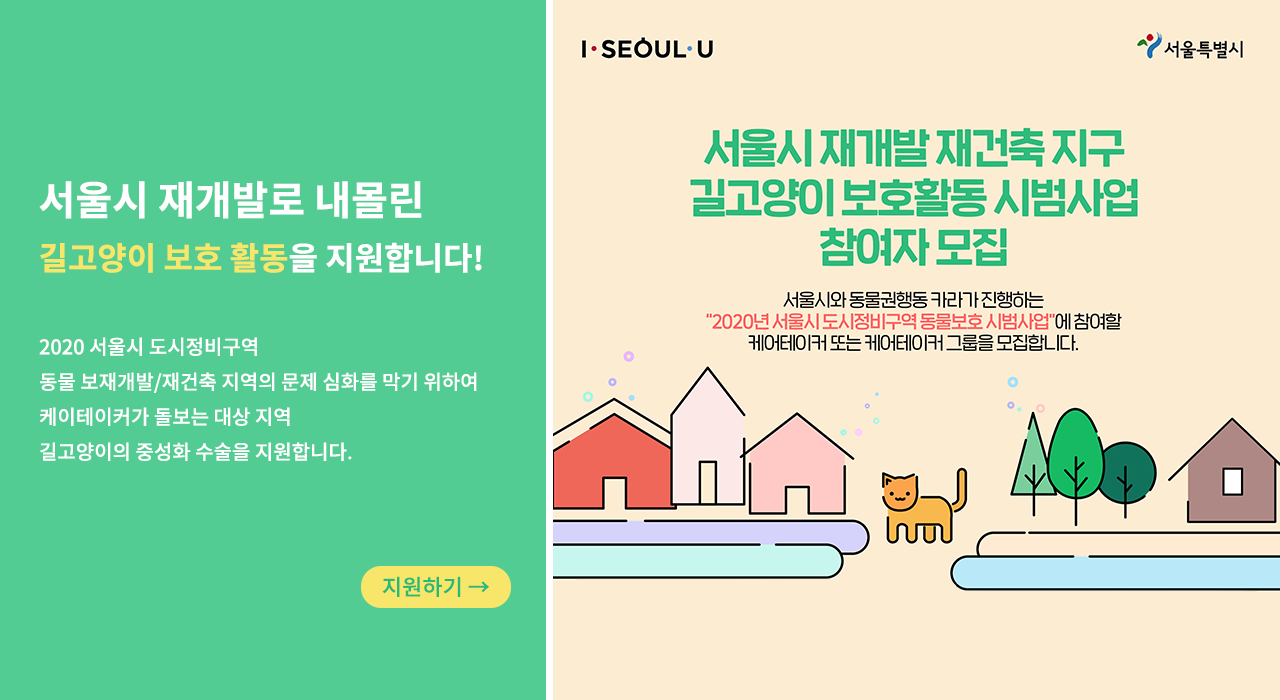 서울시 재개발로 내몰린
길고양이 보호 활동을 지원합니다!
2020 서울시 도시정비구역
동물 보재개발/재건축 지역의 문제 심화를 막기 위하여
케이테이커가 돌보는 대상 지역
길고양이의 중성화 수술을 지원합니다.
지원하기 →
I·SEOUL·U
서울특별시
서울시 재개발 재건축 지구
길고양이 보호활동 시범사업
참여자 모집
서울시와 동물권행동 카라가 진행하는
"2020년 서울시 도시정비구역 동물보호 시범사업"에 참여할
케어테이커 또는 케어테이커 그룹을 모집합니다.